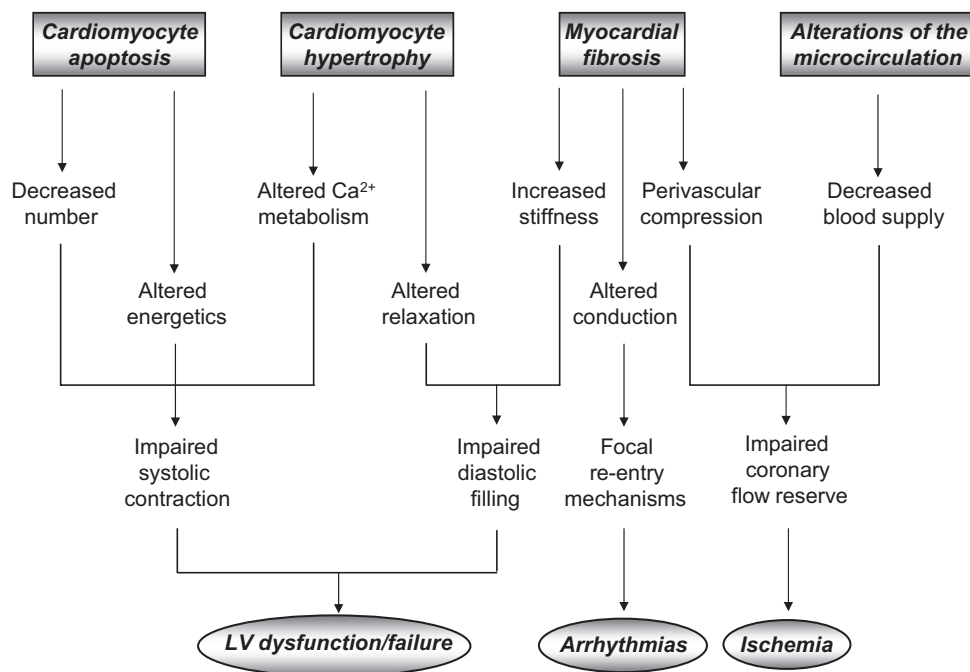 Cardiomyocyte
apoptosis
Cardiomyocyte
hypertrophy
Myocardial
fibrosis
Alterations of the
microcirculation
Decreased
number
Altered Ca²⁺
metabolism
Increased
stiffness
Perivascular
compression
Decreased
blood supply
Altered
energetics
Altered
relaxation
Altered
conduction
Impaired
systolic
contraction
Impaired
diastolic
filling
Focal
re-entry
mechanisms
Impaired
coronary
flow reserve
LV dysfunction/failure
Arrhythmias
Ischemia